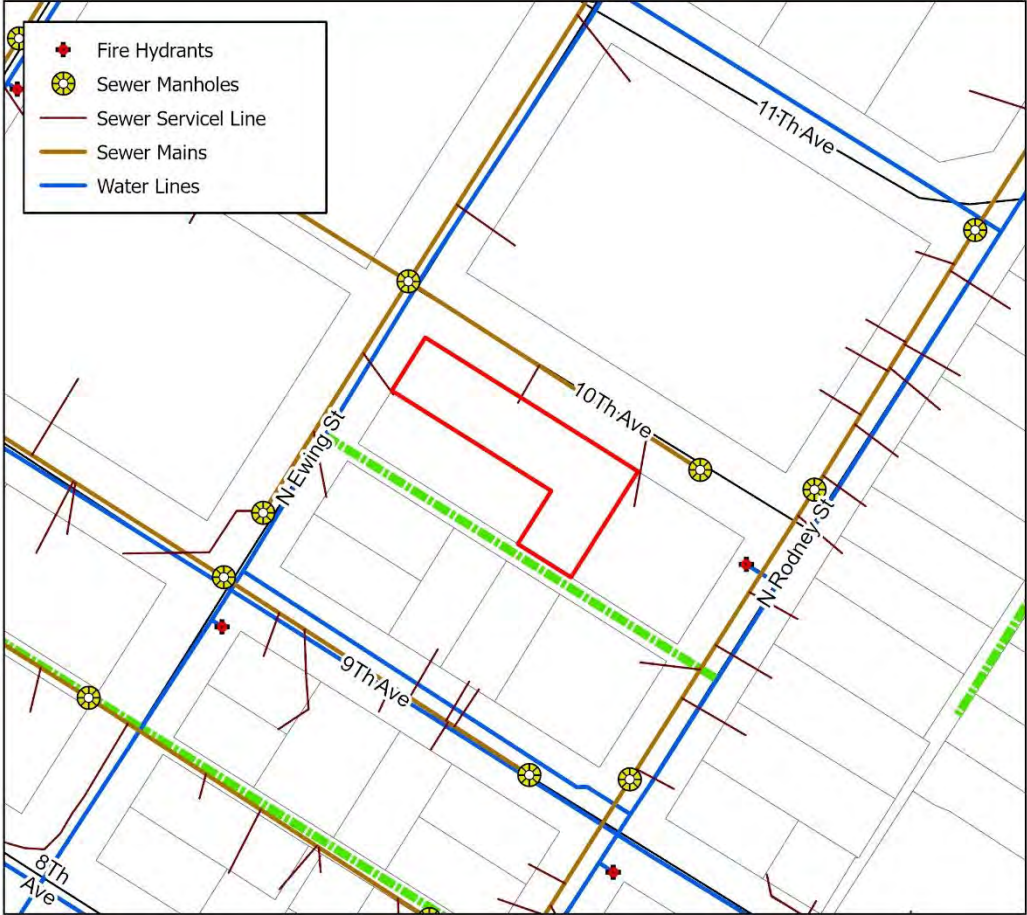 Fire Hydrants
Sewer Manholes
Sewer Servicel Line
Sewer Mains
Water Lines
11Th Ave
10Th Ave
N Ewing St
N Rodney St
9Th Ave
8Th
Ave